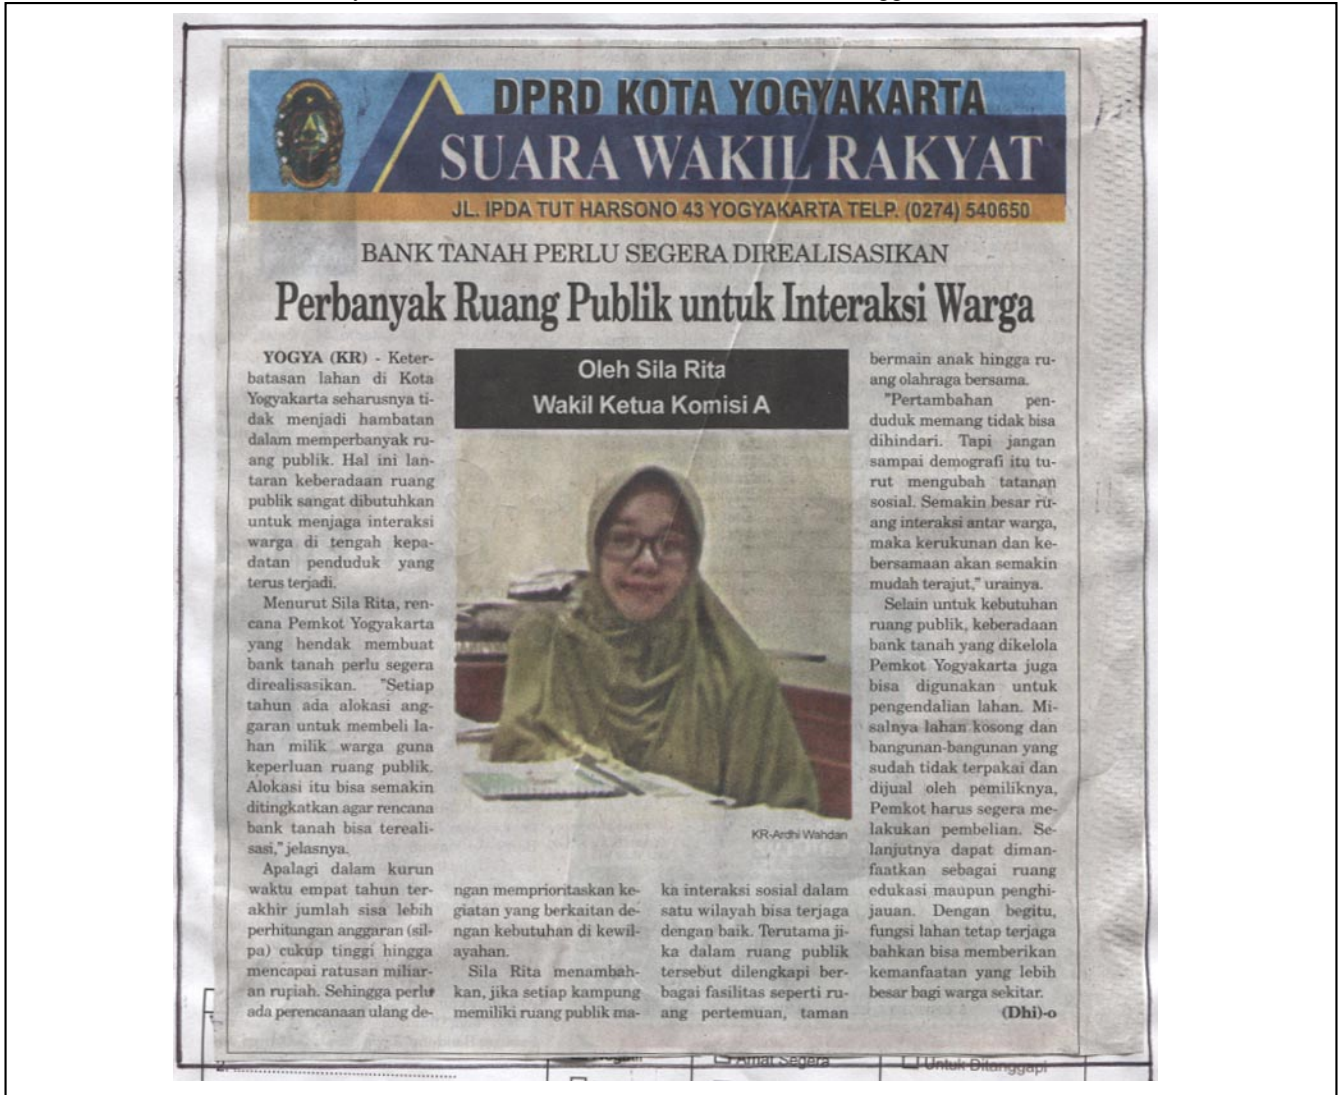 DPRD KOTA YOGYAKARTA
SUARA WAKIL RAKYAT
JL. IPDA TUT HARSONO 43 YOGYAKARTA TELP. (0274) 540650
BANK TANAH PERLU SEGERA DIREALISASIKAN
Perbanyak Ruang Publik untuk Interaksi Warga
YOGYA (KR) - Keter-
batasan lahan di Kota
Yogyakarta seharusnya ti-
dak menjadi hambatan
dalam memperbanyak ru-
ang publik. Hal ini lan-
taran keberadaan ruang
publik sangat dibutuhkan
untuk menjaga interaksi
warga di tengah kepa-
datan penduduk yang
terus terjadi.
Menurut Sila Rita, ren-
cana Pemkot Yogyakarta
yang hendak membuat
bank tanah perlu segera
direalisasikan. "Setiap
tahun ada alokasi ang-
garan untuk membeli la-
han milik warga guna
keperluan ruang publik.
Alokasi itu bisa semakin
ditingkatkan agar rencana
bank tanah bisa tereali-
sasi," jelasnya.
Apalagi dalam kurun
waktu empat tahun ter-
akhir jumlah sisa lebih
perhitungan anggaran (sil-
pa) cukup tinggi hingga
mencapai ratusan miliar-
an rupiah. Sehingga perlu
ada perencanaan ulang de-
Oleh Sila Rita
Wakil Ketua Komisi A
KR-Ardhi Wahdan
ngan memprioritaskan ke-
giatan yang berkaitan de-
ngan kebutuhan di kewil-
ayahan.
Sila Rita menambah-
kan, jika setiap kampung
memiliki ruang publik ma-
ka interaksi sosial dalam
satu wilayah bisa terjaga
dengan baik. Terutama ji-
ka dalam ruang publik
tersebut dilengkapi ber-
bagai fasilitas seperti ru-
ang pertemuan, taman
bermain anak hingga ru-
ang olahraga bersama.
"Pertambahan pen-
duduk memang tidak bisa
dihindari. Tapi jangan
sampai demografi itu tu-
rut mengubah tatanan
sosial. Semakin besar ru-
ang interaksi antar warga,
maka kerukunan dan ke-
bersamaan akan semakin
mudah terajut," urainya.
Selain untuk kebutuhan
ruang publik, keberadaan
bank tanah yang dikelola
Pemkot Yogyakarta juga
bisa digunakan untuk
pengendalian lahan. Mi-
salnya lahan kosong dan
bangunan-bangunan yang
sudah tidak terpakai dan
dijual oleh pemiliknya,
Pemkot harus segera me-
lakukan pembelian. Se-
lanjutnya dapat diman-
faatkan sebagai ruang
edukasi maupun penghi-
jauan. Dengan begitu,
fungsi lahan tetap terjaga
bahkan bisa memberikan
kemanfaatan yang lebih
besar bagi warga sekitar.
(Dhi)-o
Amat Segera
Untuk Ditanggapi